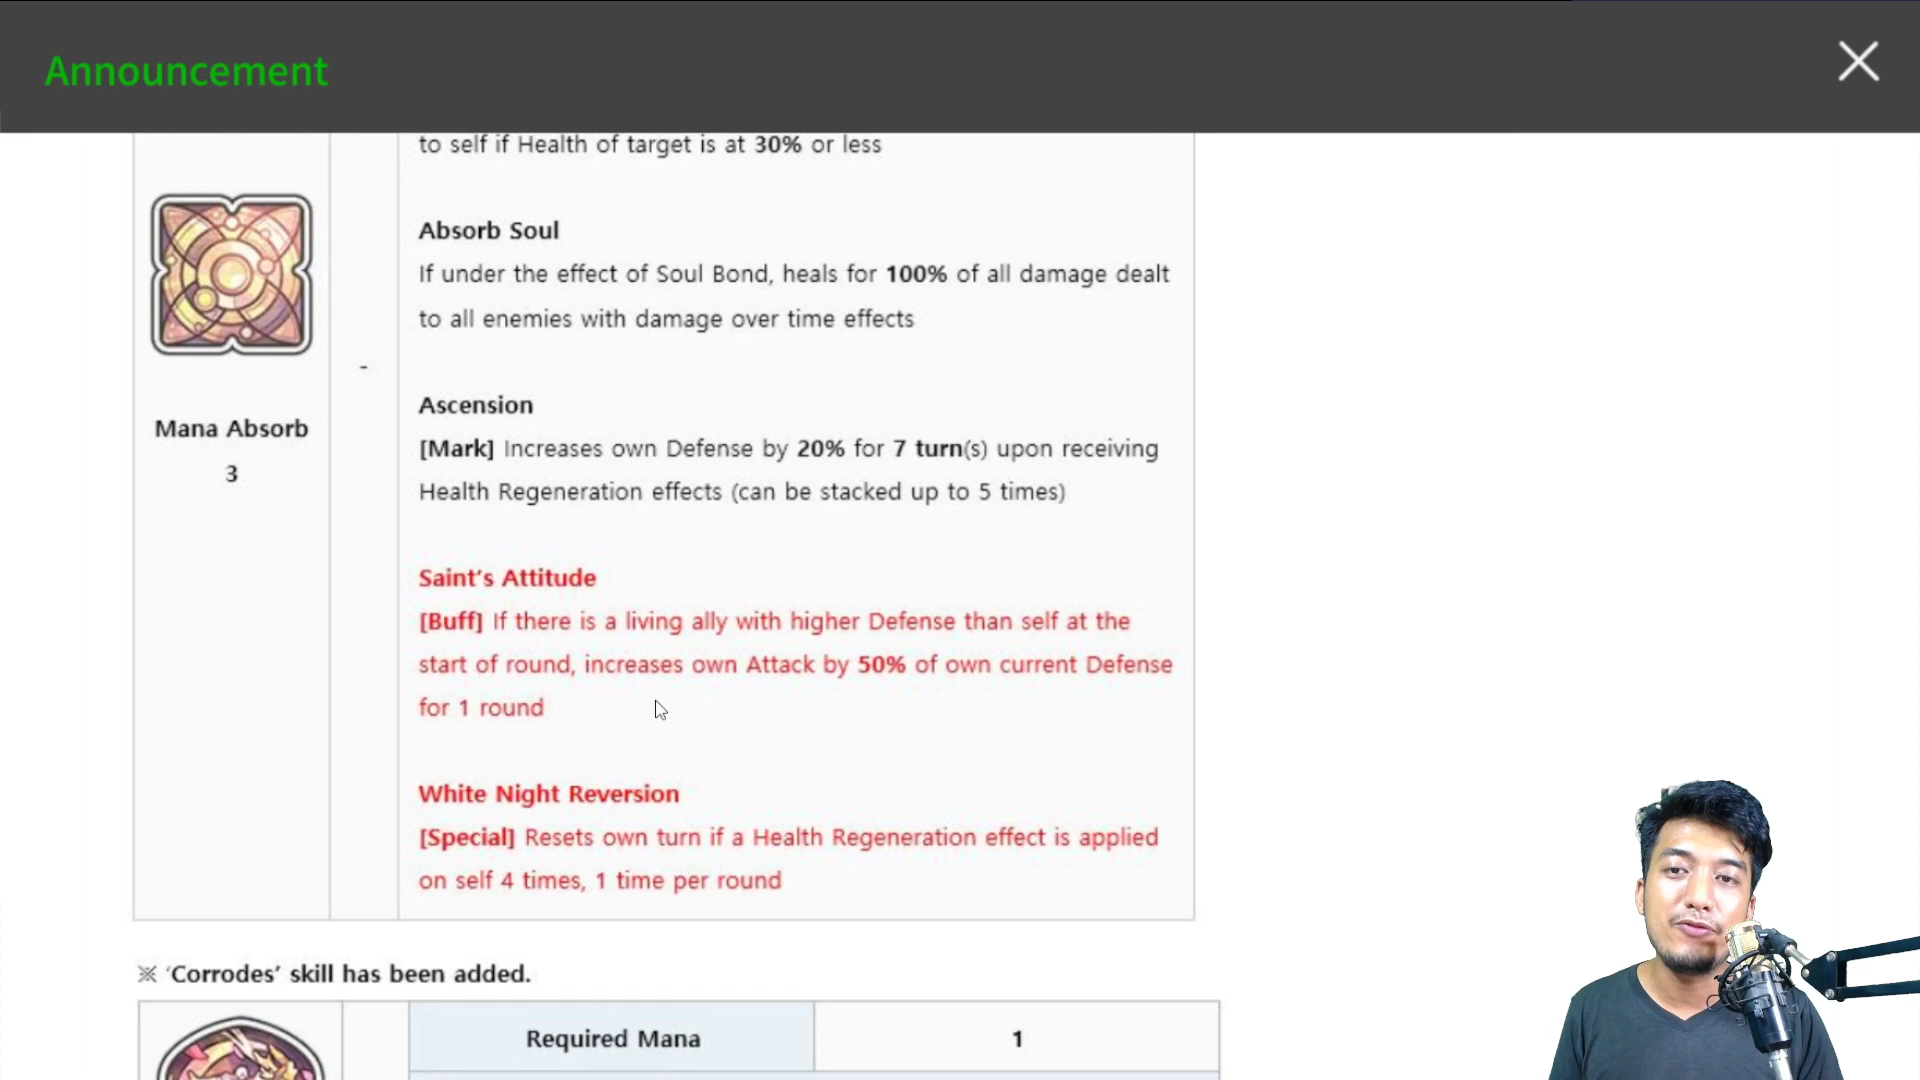 Announcement
to self if Health of target is at 30% or less
Absorb Soul
If under the effect of Soul Bond, heals for 100% of all damage dealt
to all enemies with damage over time effects
-
Ascension
Mana Absorb
3
[Mark] Increases own Defense by 20% for 7 turn(s) upon receiving
Health Regeneration effects (can be stacked up to 5 times)
Saint's Attitude
[Buff] If there is a living ally with higher Defense than self at the
start of round, increases own Attack by 50% of own current Defense
for 1 round
White Night Reversion
[Special] Resets own turn if a Health Regeneration effect is applied
on self 4 times, 1 time per round
※ 'Corrodes' skill has been added.
Required Mana 1